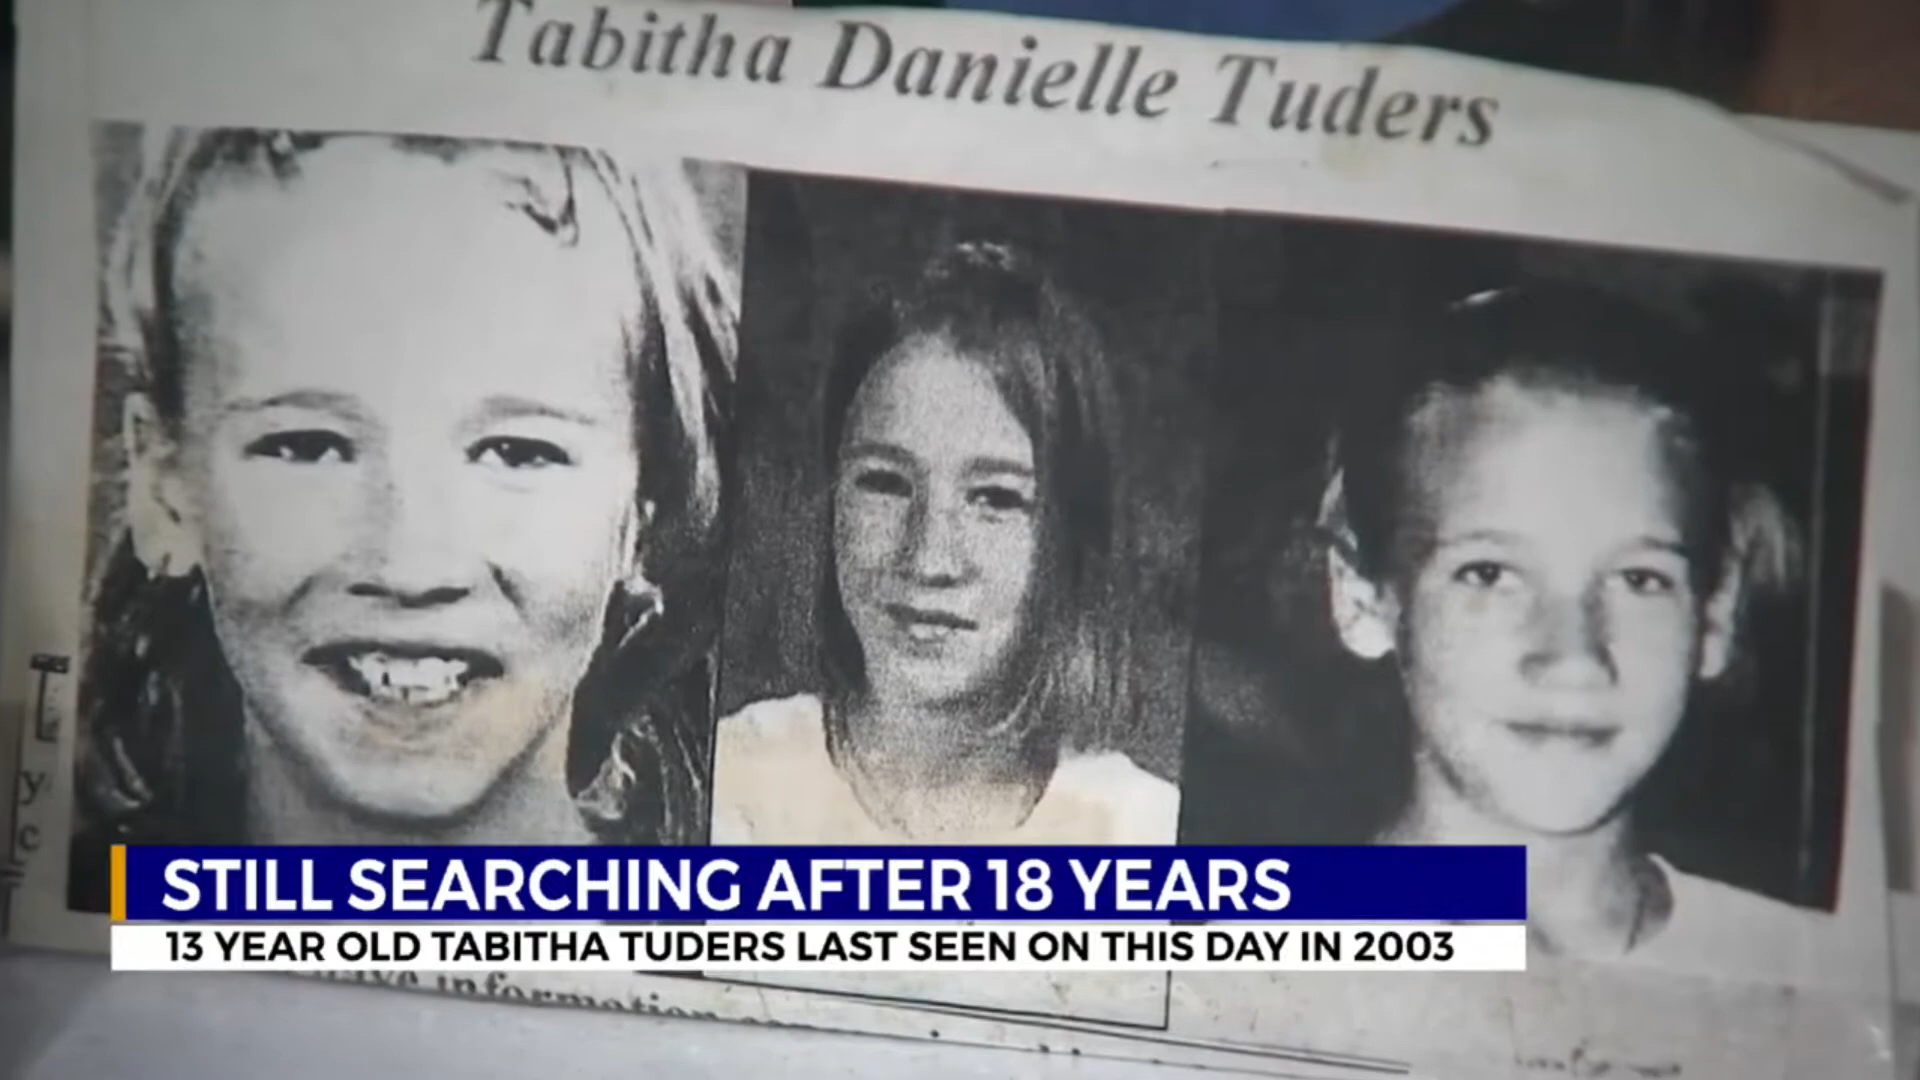 Tabitha Danielle Tuders
STILL SEARCHING AFTER 18 YEARS
13 YEAR OLD TABITHA TUDERS LAST SEEN ON THIS DAY IN 2003
information